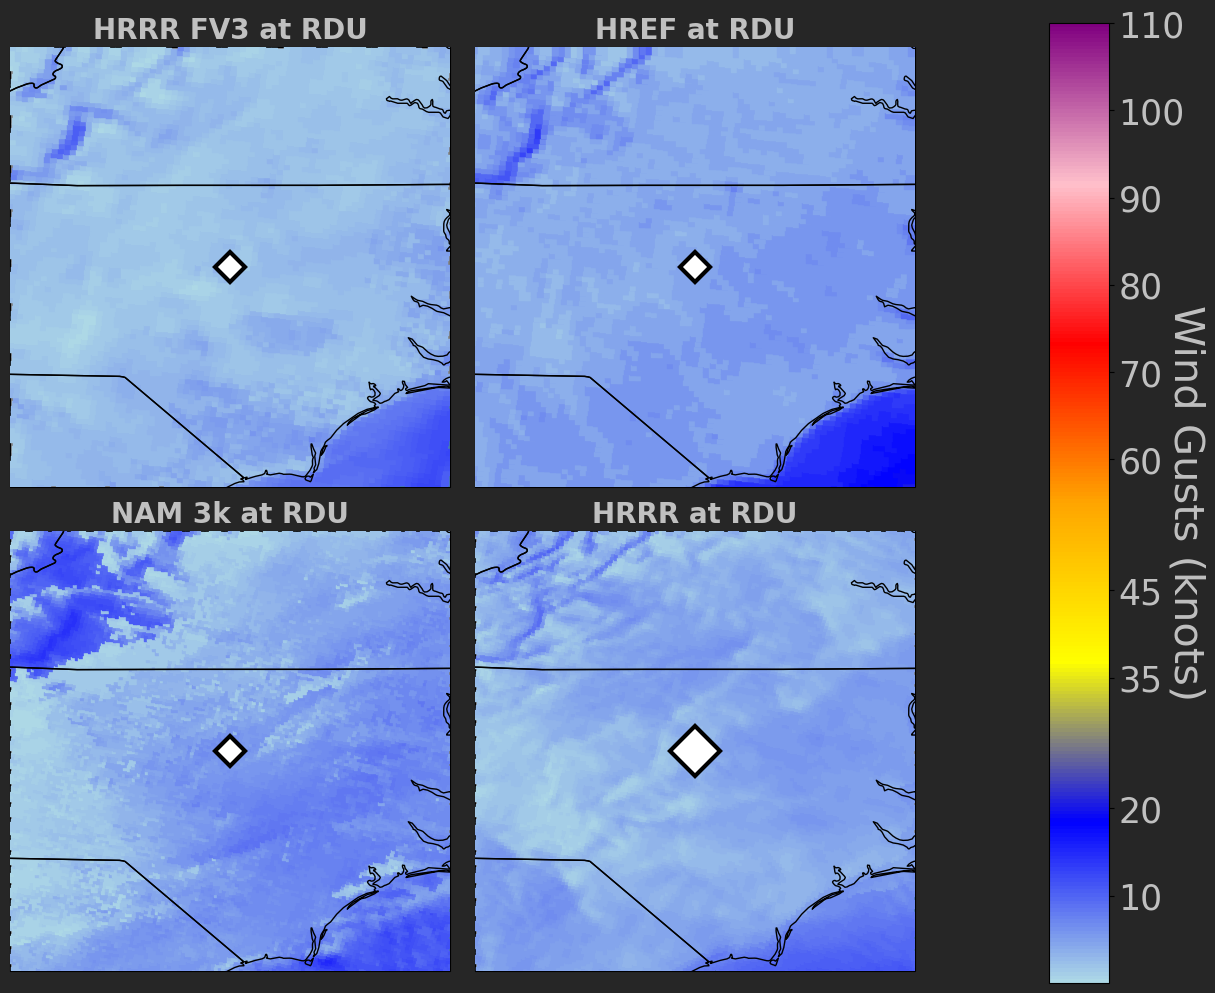 HRRR FV3 at RDU
HREF at RDU
NAM 3k at RDU
HRRR at RDU
110
100
90
80
70
60
45
35
20
10
Wind Gusts (knots)